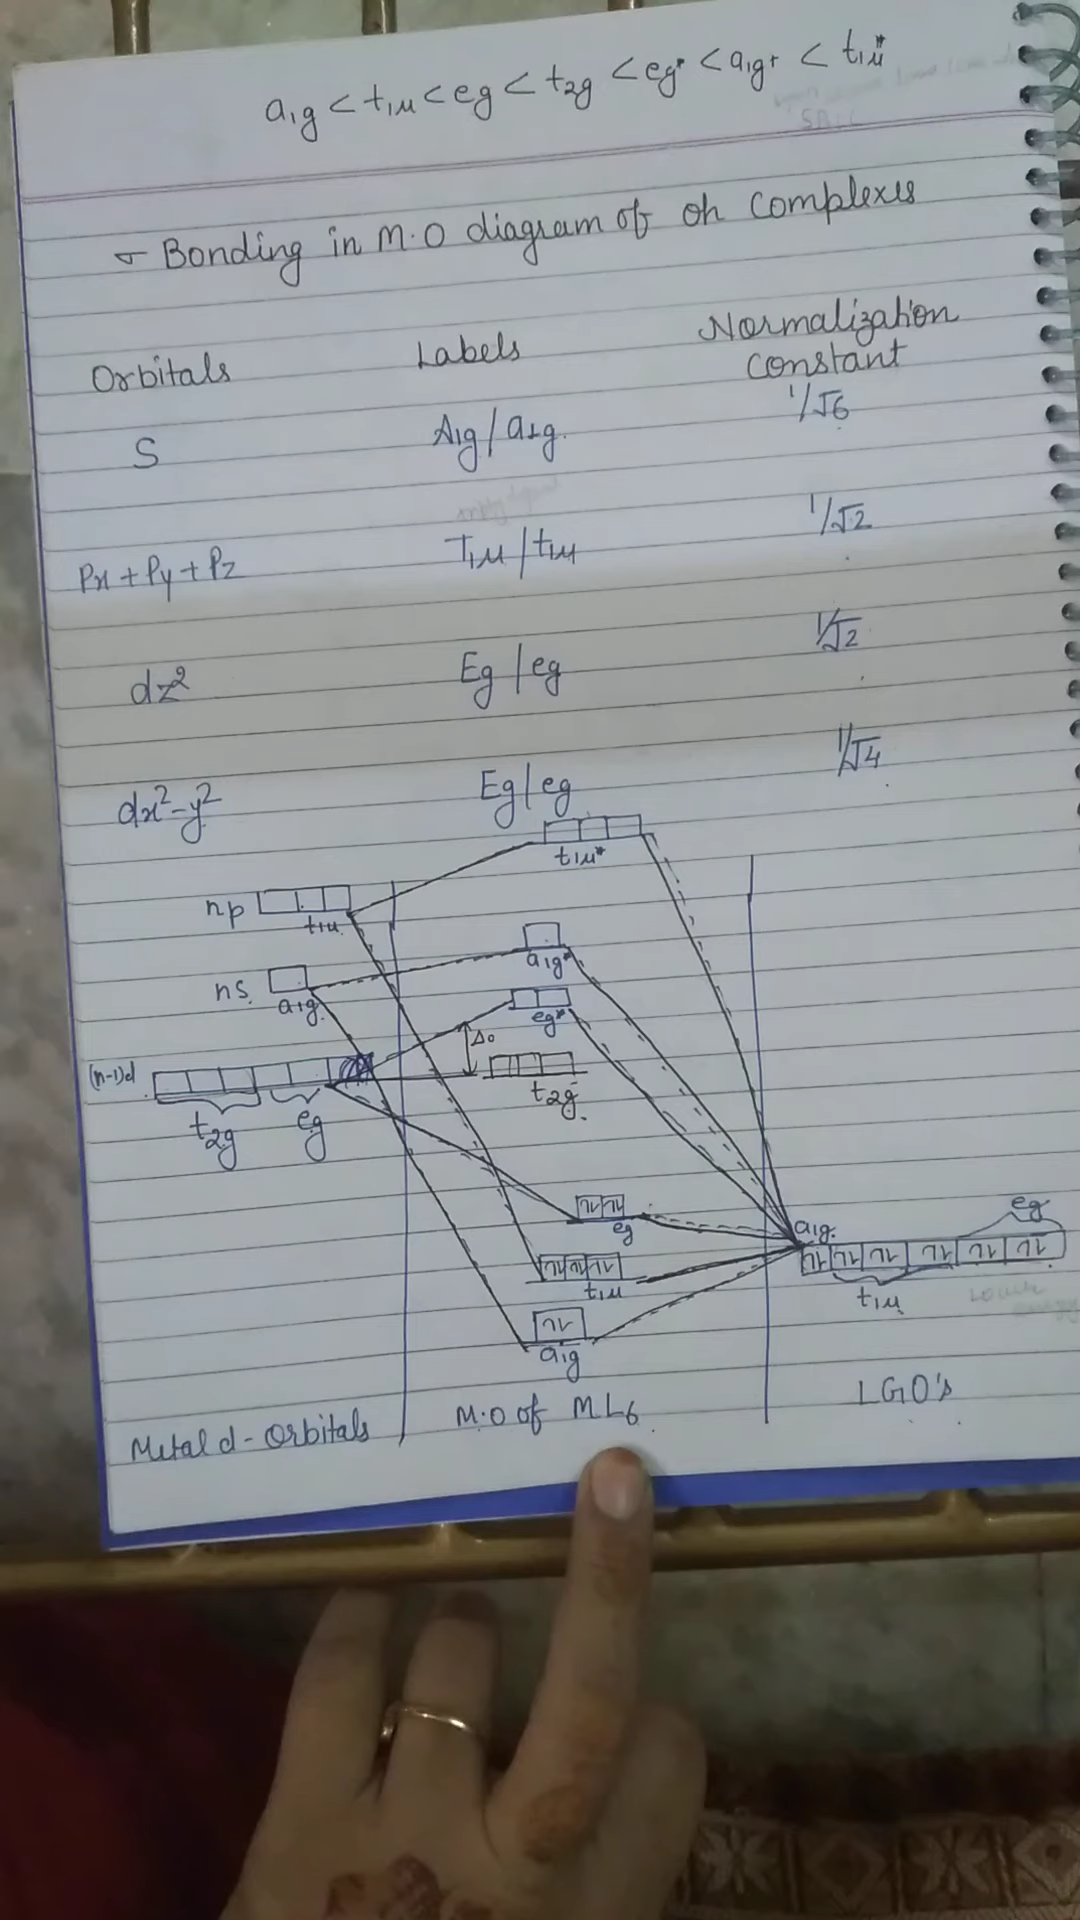 a1g < t1u < eg < t2g < eg* < a1g* < t1u*
σ Bonding in M.O diagram of oh Complexes
Orbitals Labels Normalization constant
S A1g/a1g. 1/√6
Px + Py + Pz T1u/t1u 1/√2
dz² Eg/eg 1/√2
dx²-y² Eg/eg 1/√4
t1u*
np t1u.
a1g*
ns. a1g.
eg*
Δo
(n-1)d
t2g eg t2g.
eg
a1g. eg
t1u t1u
a1g
Metal d - Orbitals M.O of ML6 LGO's